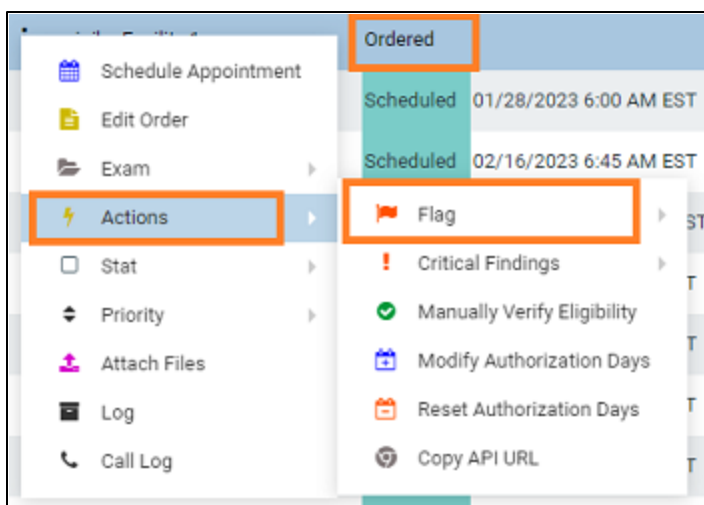 Ordered
Schedule Appointment
Edit Order
Scheduled 01/28/2023 6:00 AM EST
Exam
Scheduled 02/16/2023 6:45 AM EST
Actions
Flag
ST
Stat
Critical Findings
T
Priority
Manually Verify Eligibility
Attach Files
Modify Authorization Days
T
Log
Reset Authorization Days
T
Call Log
Copy API URL
T